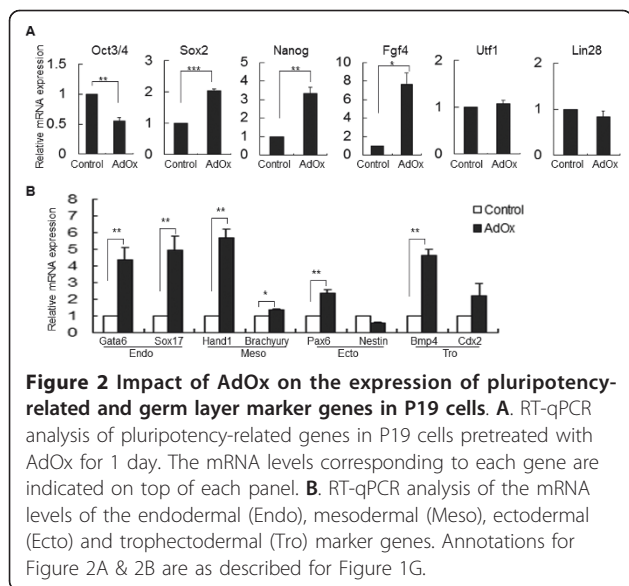 A
Oct3/4 Sox2 Nanog Fgf4 Utf1 Lin28
Relative mRNA expression
** *** ** *
1.5 1 0.5 0
3 2 1 0
5 4 3 2 1 0
10 8 6 4 2 0
2 1 0
2 1 0
Control AdOx Control AdOx Control AdOx Control AdOx Control AdOx Control AdOx
B
Relative mRNA expression
8 7 6 5 4 3 2 1 0
** ** ** * ** **
Control
AdOx
Gata6 Sox17 Hand1 Brachyury Pax6 Nestin Bmp4 Cdx2
Endo Meso Ecto Tro
Figure 2 Impact of AdOx on the expression of pluripotency-
related and germ layer marker genes in P19 cells. A. RT-qPCR
analysis of pluripotency-related genes in P19 cells pretreated with
AdOx for 1 day. The mRNA levels corresponding to each gene are
indicated on top of each panel. B. RT-qPCR analysis of the mRNA
levels of the endodermal (Endo), mesodermal (Meso), ectodermal
(Ecto) and trophectodermal (Tro) marker genes. Annotations for
Figure 2A & 2B are as described for Figure 1G.